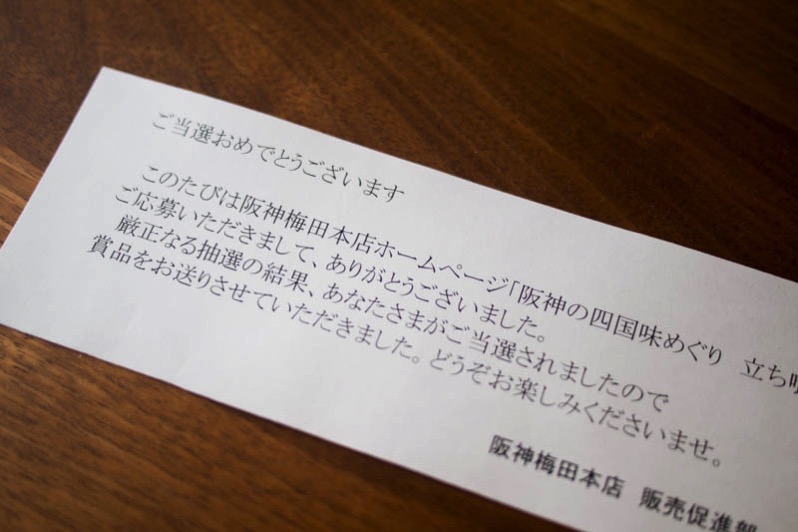 ご当選おめでとうございます
このたびは阪神梅田本店ホームページ「阪神の四国味めぐり　立ち
ご応募いただきまして、ありがとうございました。
厳正なる抽選の結果、あなたさまがご当選されましたので
賞品をお送りさせていただきました。どうぞお楽しみくださいませ。
阪神梅田本店　販売促進部